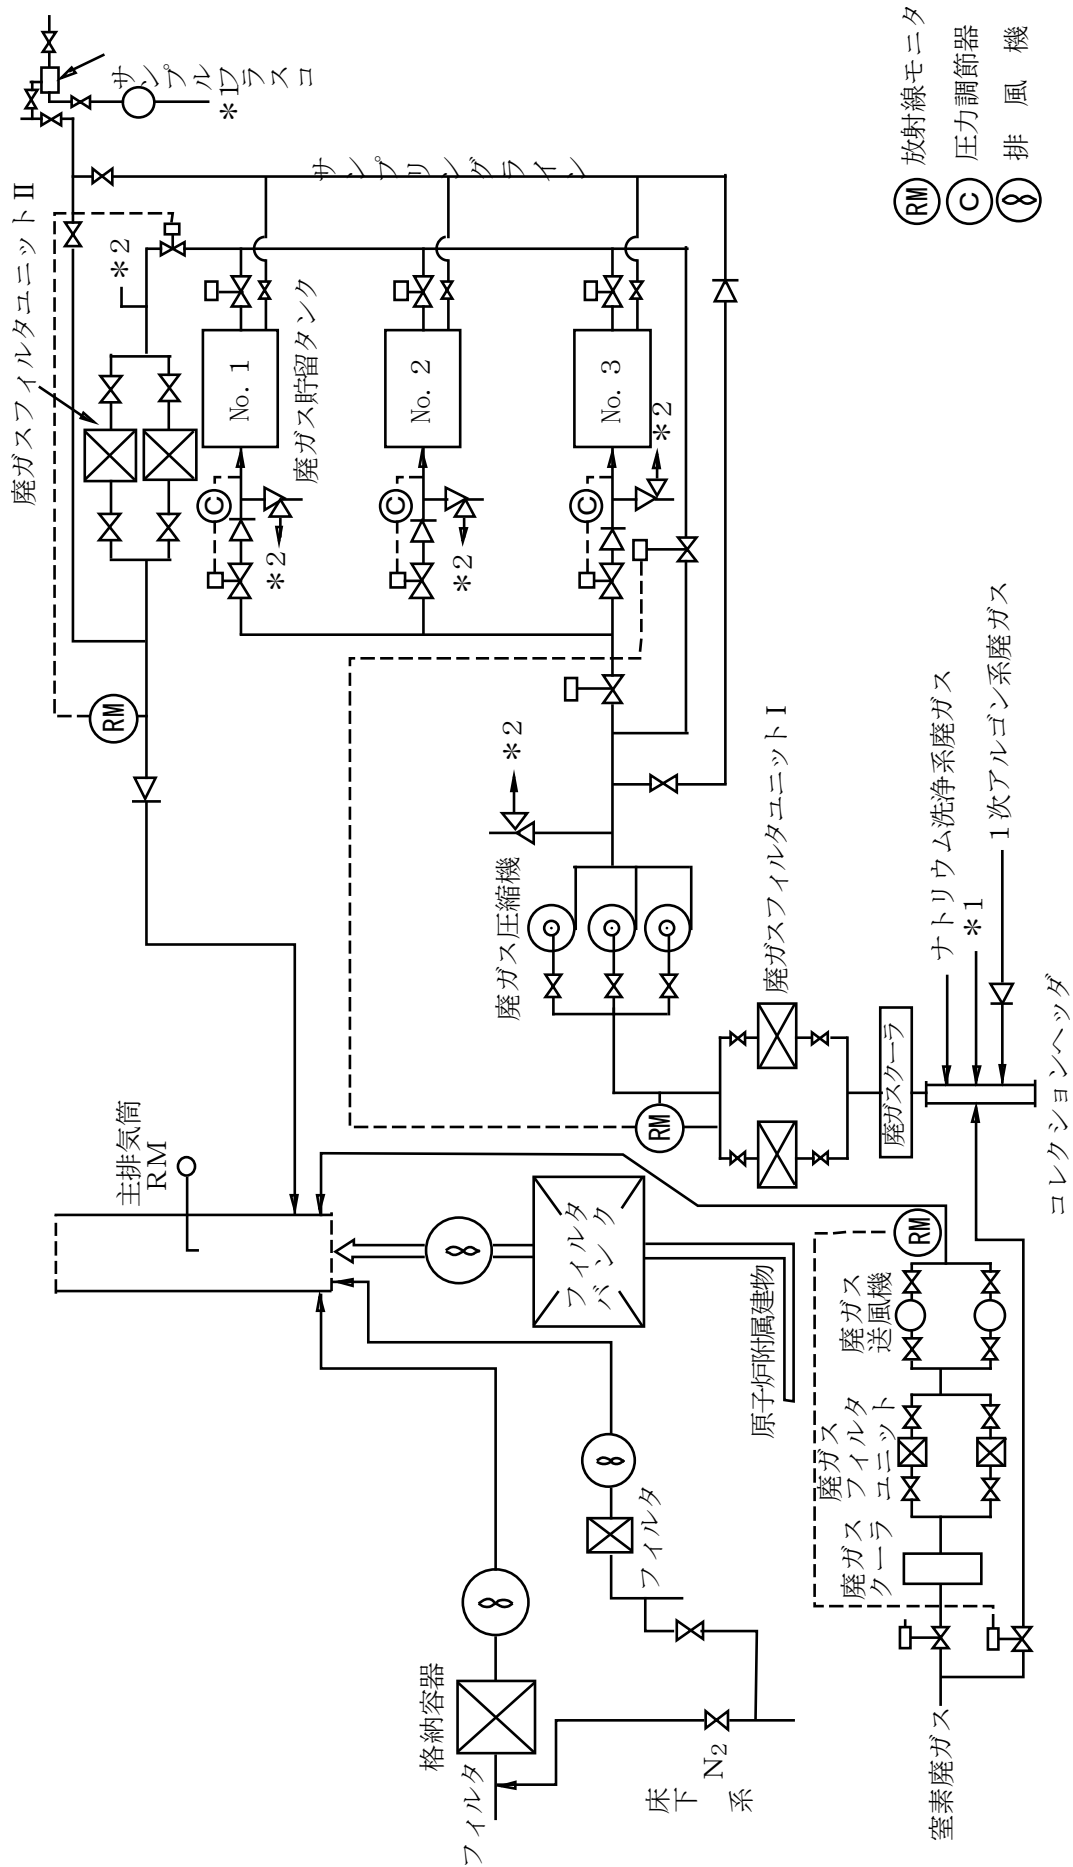 サンプルフラスコ
*1
サンプリングライン
廃ガスフィルタユニットⅡ
*2
No. 1
No. 2
No. 3
廃ガス貯留タンク
C
C
C
*2
*2
*2
RM
*2
廃ガス圧縮機
廃ガスフィルタユニットⅠ
RM
廃ガスクーラ
ナトリウム洗浄系廃ガス
*1
1次アルゴン系廃ガス
コレクションヘッダ
主排気筒
RM
フィルタ
バンク
原子炉附属建物
RM
廃ガス
送風機
廃ガス
フィルタ
ユニット
廃ガス
クーラ
窒素廃ガス
フィルタ
格納容器
フィルタ
床下
N2
系
RM 放射線モニタ
C 圧力調節器
排風機